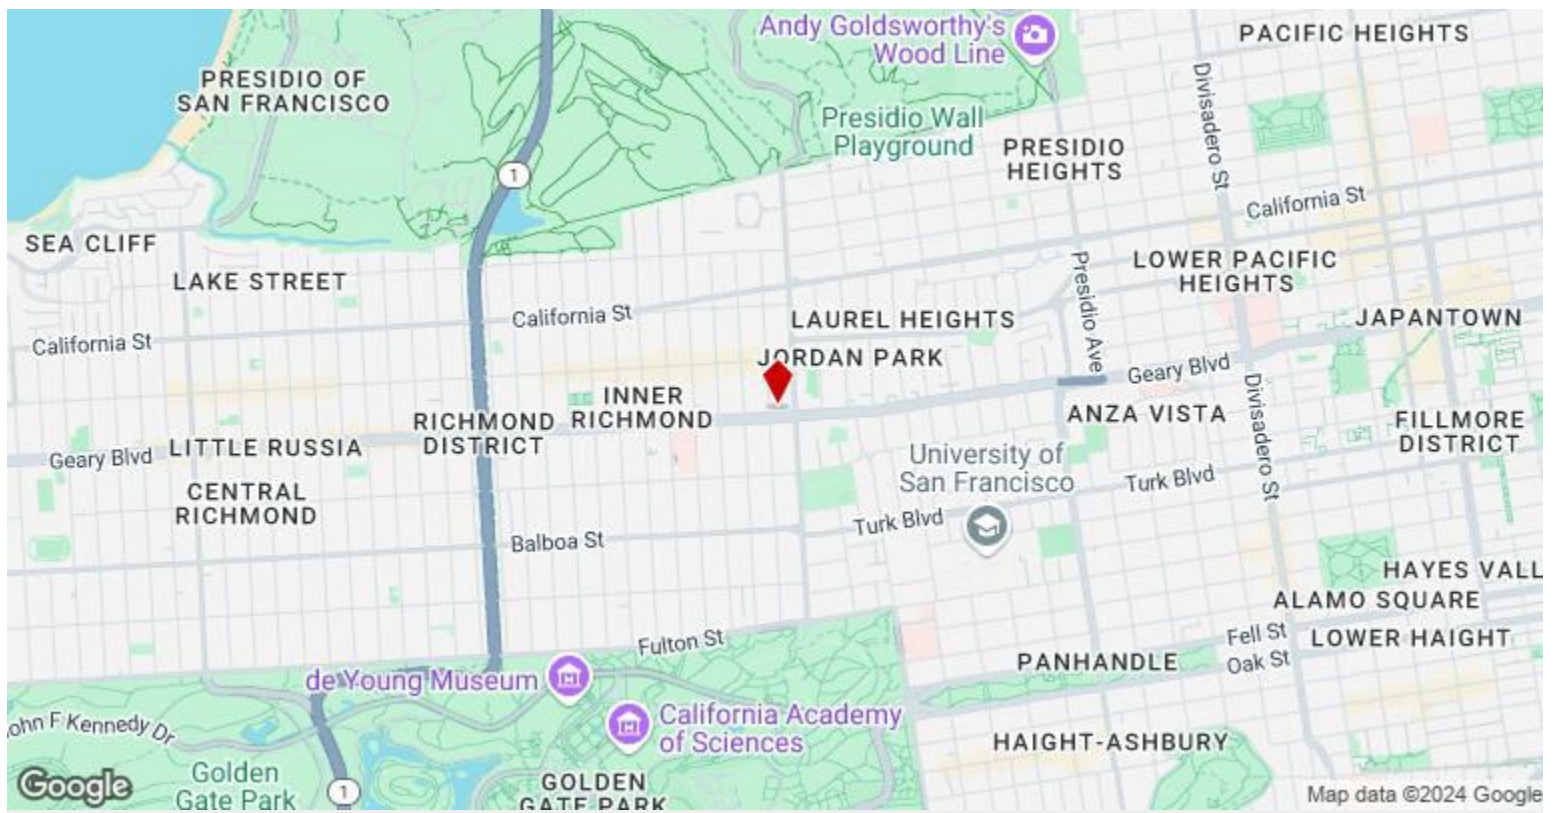 Andy Goldsworthy's
Wood Line
PACIFIC HEIGHTS
PRESIDIO OF
SAN FRANCISCO
Divisadero St
Presidio Wall
Playground
PRESIDIO
HEIGHTS
1
California St
SEA CLIFF
LAKE STREET
LOWER PACIFIC
HEIGHTS
Presidio Ave
California St
California St
LAUREL HEIGHTS
JAPANTOWN
JORDAN PARK
Geary Blvd
INNER
RICHMOND
RICHMOND
DISTRICT
ANZA VISTA
Divisadero St
FILLMORE
DISTRICT
Geary Blvd
LITTLE RUSSIA
University of
San Francisco
Turk Blvd
CENTRAL
RICHMOND
Turk Blvd
Balboa St
HAYES VALL
ALAMO SQUARE
Fulton St
Fell St
LOWER HAIGHT
Oak St
PANHANDLE
de Young Museum
California Academy
of Sciences
ohn F Kennedy Dr
HAIGHT-ASHBURY
Golden
Gate Park
1
GOLDEN
GATE PARK
Google
Map data ©2024 Google